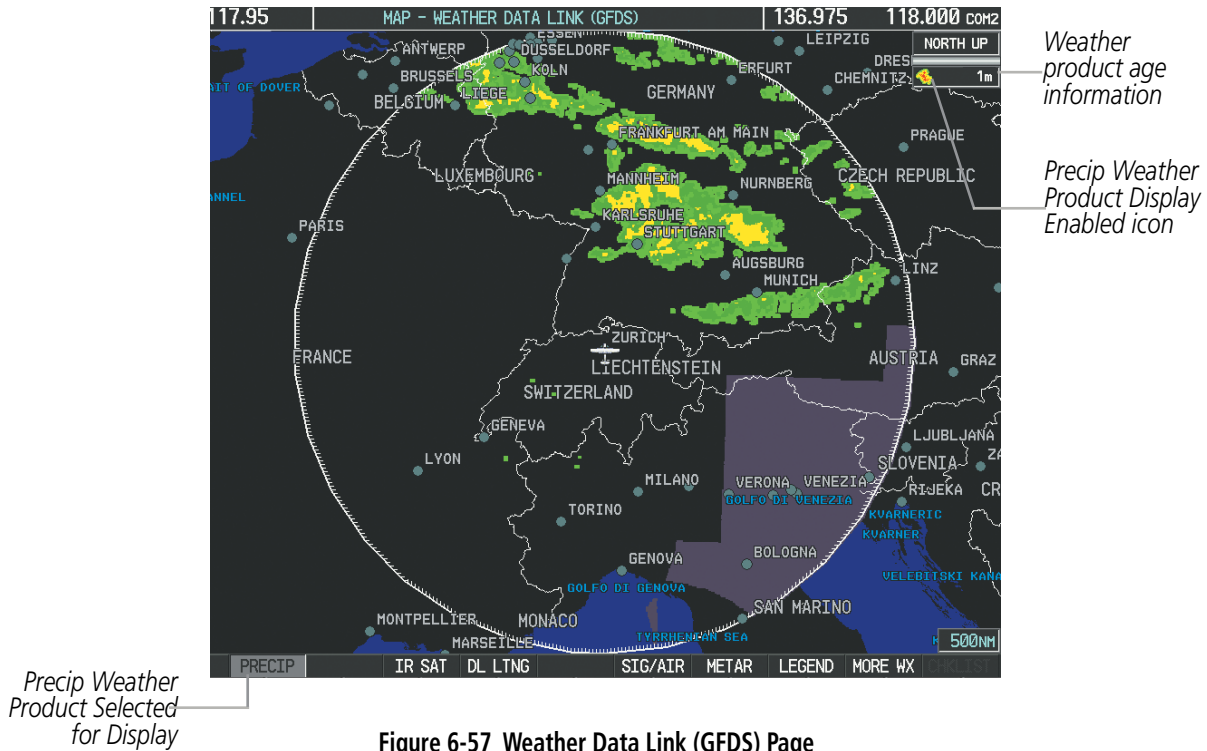 117.95
MAP - WEATHER DATA LINK (GFDS)
136.975
118.000 COM2
ESSEN
ANTWERP
DUSSELDORF
LEIPZIG
NORTH UP
BRUSSELS
KOLN
ERFURT
DRES
CHEMNITZ
1m
AIT OF DOVER
LIEGE
BELGIUM
GERMANY
FRANKFURT AM MAIN
PRAGUE
LUXEMBOURG
MANNHEIM
NURNBERG
CZECH REPUBLIC
ANNEL
PARIS
KARLSRUHE
STUTTGART
AUGSBURG
MUNICH
LINZ
ZURICH
FRANCE
LIECHTENSTEIN
AUSTRIA
GRAZ
SWITZERLAND
GENEVA
LJUBLJANA
LYON
SLOVENIA
ZA
MILANO
VERONA
VENEZIA
GOLFO DI VENEZIA
RIJEKA
CR
TORINO
KVARNERIC
KVARNER
GENOVA
BOLOGNA
GOLFO DI GENOVA
VELEBITSKI KANA
SAN MARINO
MONTPELLIER
MONACO
TYRRHENIAN SEA
MARSEILLE
500NM
PRECIP
IR SAT
DL LTNG
SIG/AIR
METAR
LEGEND
MORE WX
CHKLIST
Weather
product age
information
Precip Weather
Product Display
Enabled icon
Precip Weather
Product Selected
for Display
Figure 6-57 Weather Data Link (GFDS) Page